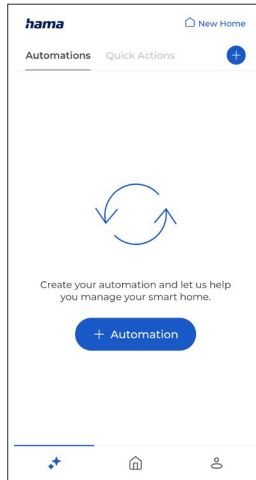 hama
New Home
Automations Quick Actions
Create your automation and let us help
you manage your smart home.
+ Automation